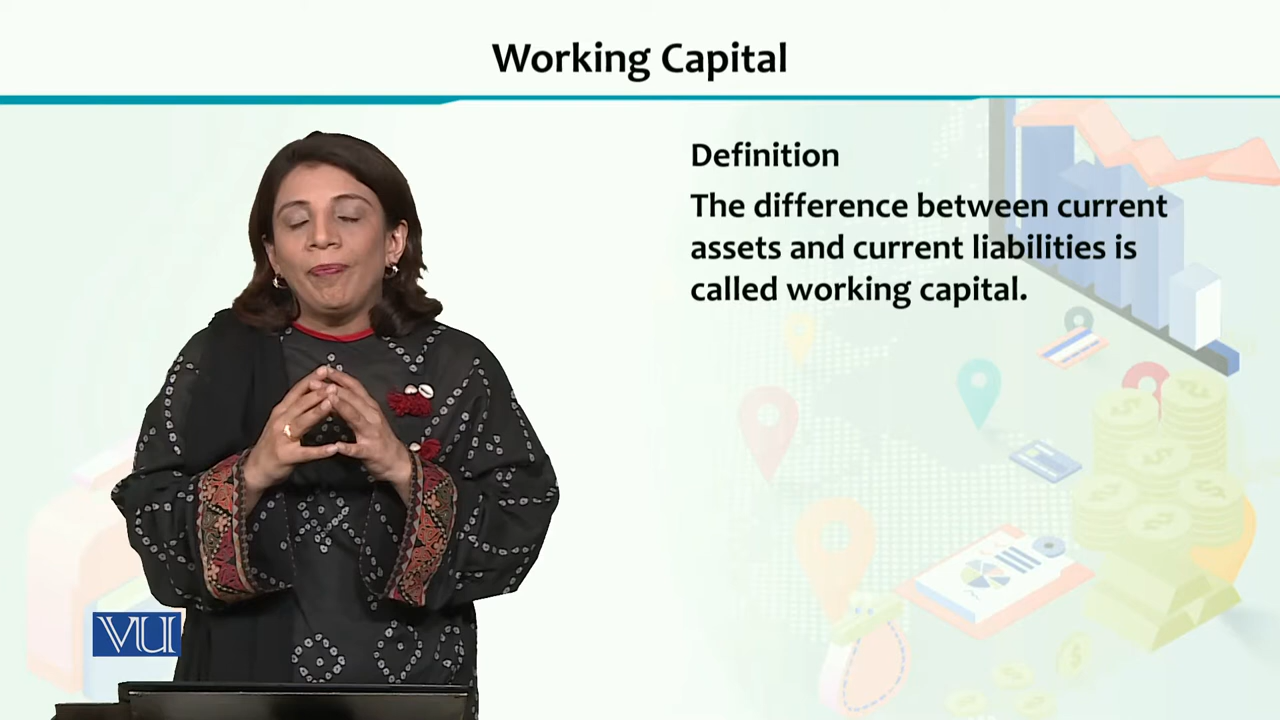 Working Capital
Definition
The difference between current
assets and current liabilities is
called working capital.
VU